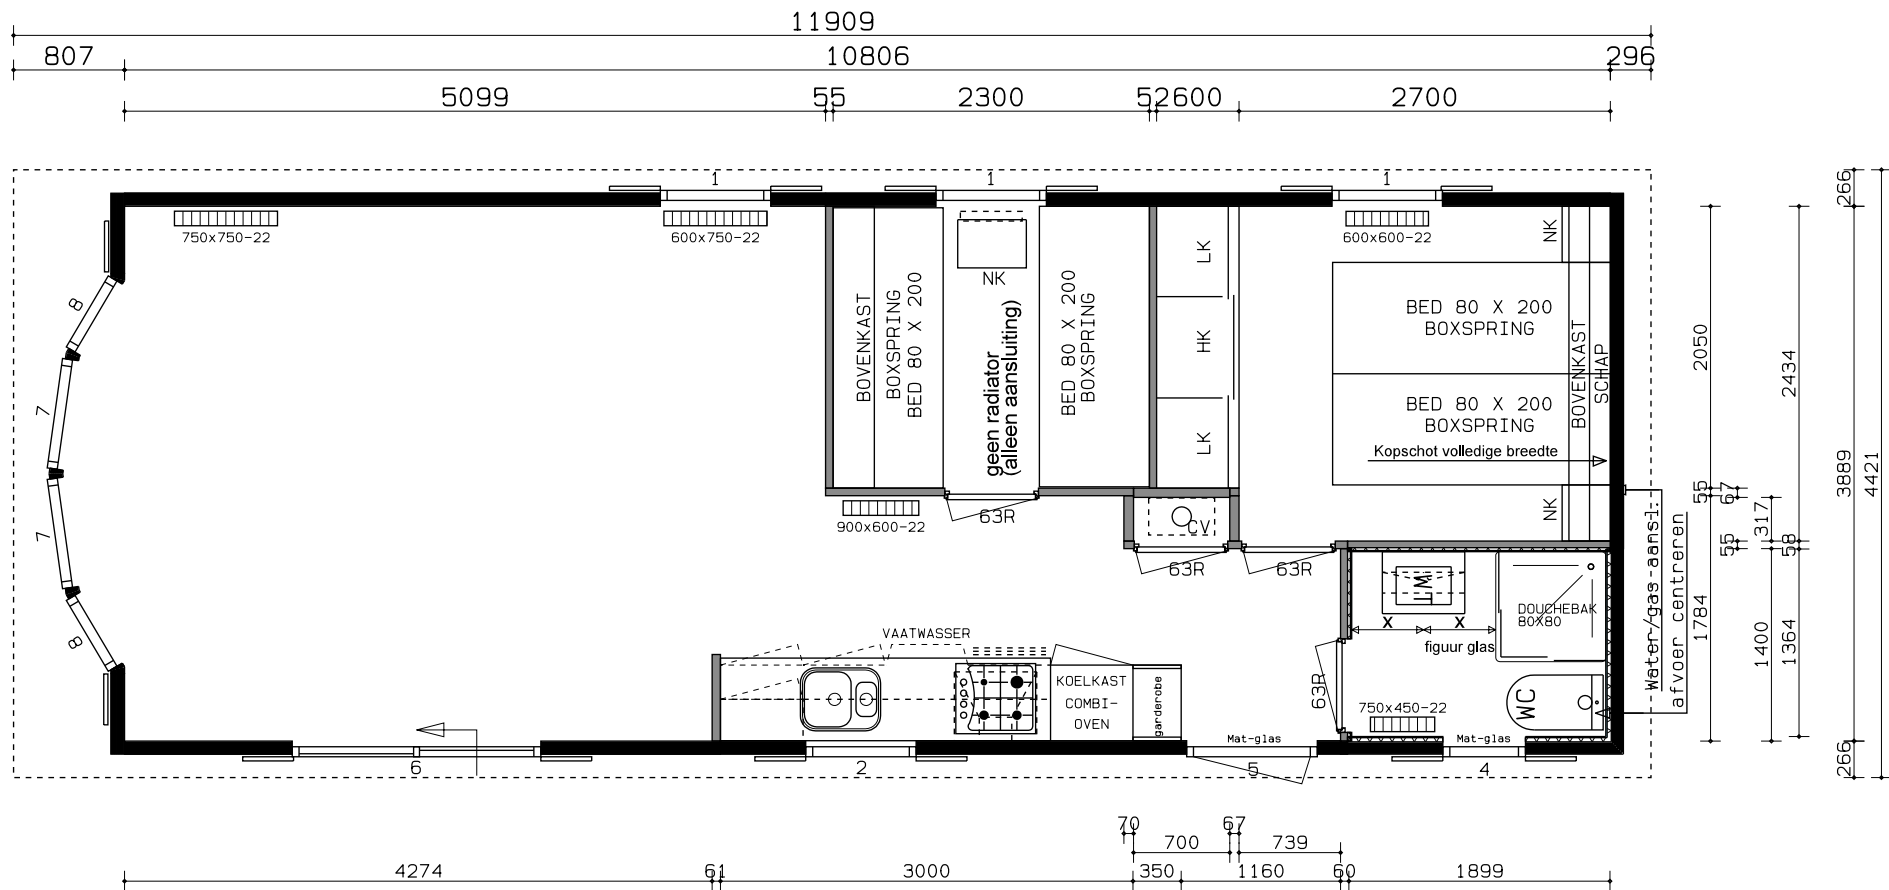 11909
807
10806
296
5099
55
2300
52
600
2700
1
1
1
750x750-22
600x750-22
600x600-22
NK
NK
LK
HK
LK
BOVENKAST
BOXSPRING
BED 80 X 200
geen radiator
(alleen aansluiting)
BED 80 X 200
BOXSPRING
BED 80 X 200
BOXSPRING
BED 80 X 200
BOXSPRING
BOVENKAST
SCHAP
Kopschot volledige breedte
NK
8
7
7
8
900x600-22
63R
CV
63R
63R
VAATWASSER
KOELKAST
COMBI-
OVEN
garderobe
63R
TM
X
X
figuur glas
DOUCHEBAK
80X80
WC
750x450-22
Mat-glas
Mat-glas
6
2
5
4
Water/gas aansl.
afvoer centreren
266
2050
2434
3889
4421
55
67
317
55
58
1784
1400
1364
266
70
67
700
739
4274
61
3000
350
1160
60
1899